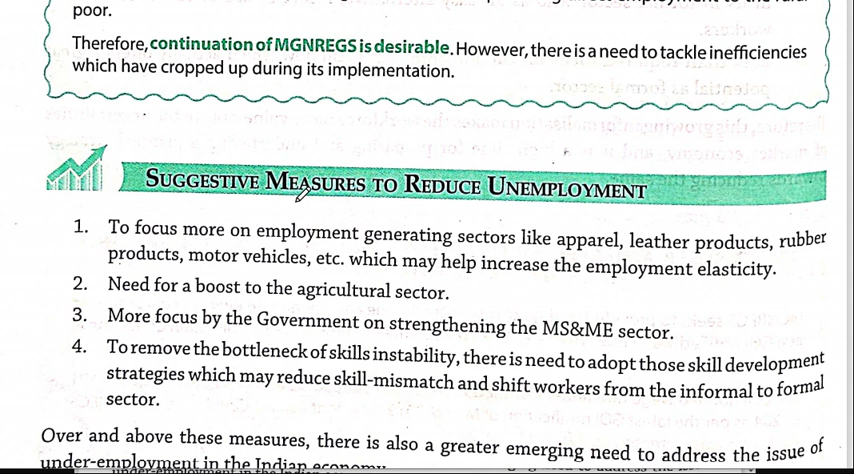 poor.
Therefore, continuation of MGNREGS is desirable. However, there is a need to tackle inefficiencies
which have cropped up during its implementation.
SUGGESTIVE MEASURES TO REDUCE UNEMPLOYMENT
1. To focus more on employment generating sectors like apparel, leather products, rubber
products, motor vehicles, etc. which may help increase the employment elasticity.
2. Need for a boost to the agricultural sector.
3. More focus by the Government on strengthening the MS&ME sector.
4. To remove the bottleneck of skills instability, there is need to adopt those skill development
strategies which may reduce skill-mismatch and shift workers from the informal to formal
sector.
Over and above these measures, there is also a greater emerging need to address the issue of
under-employment in the Indian economy.